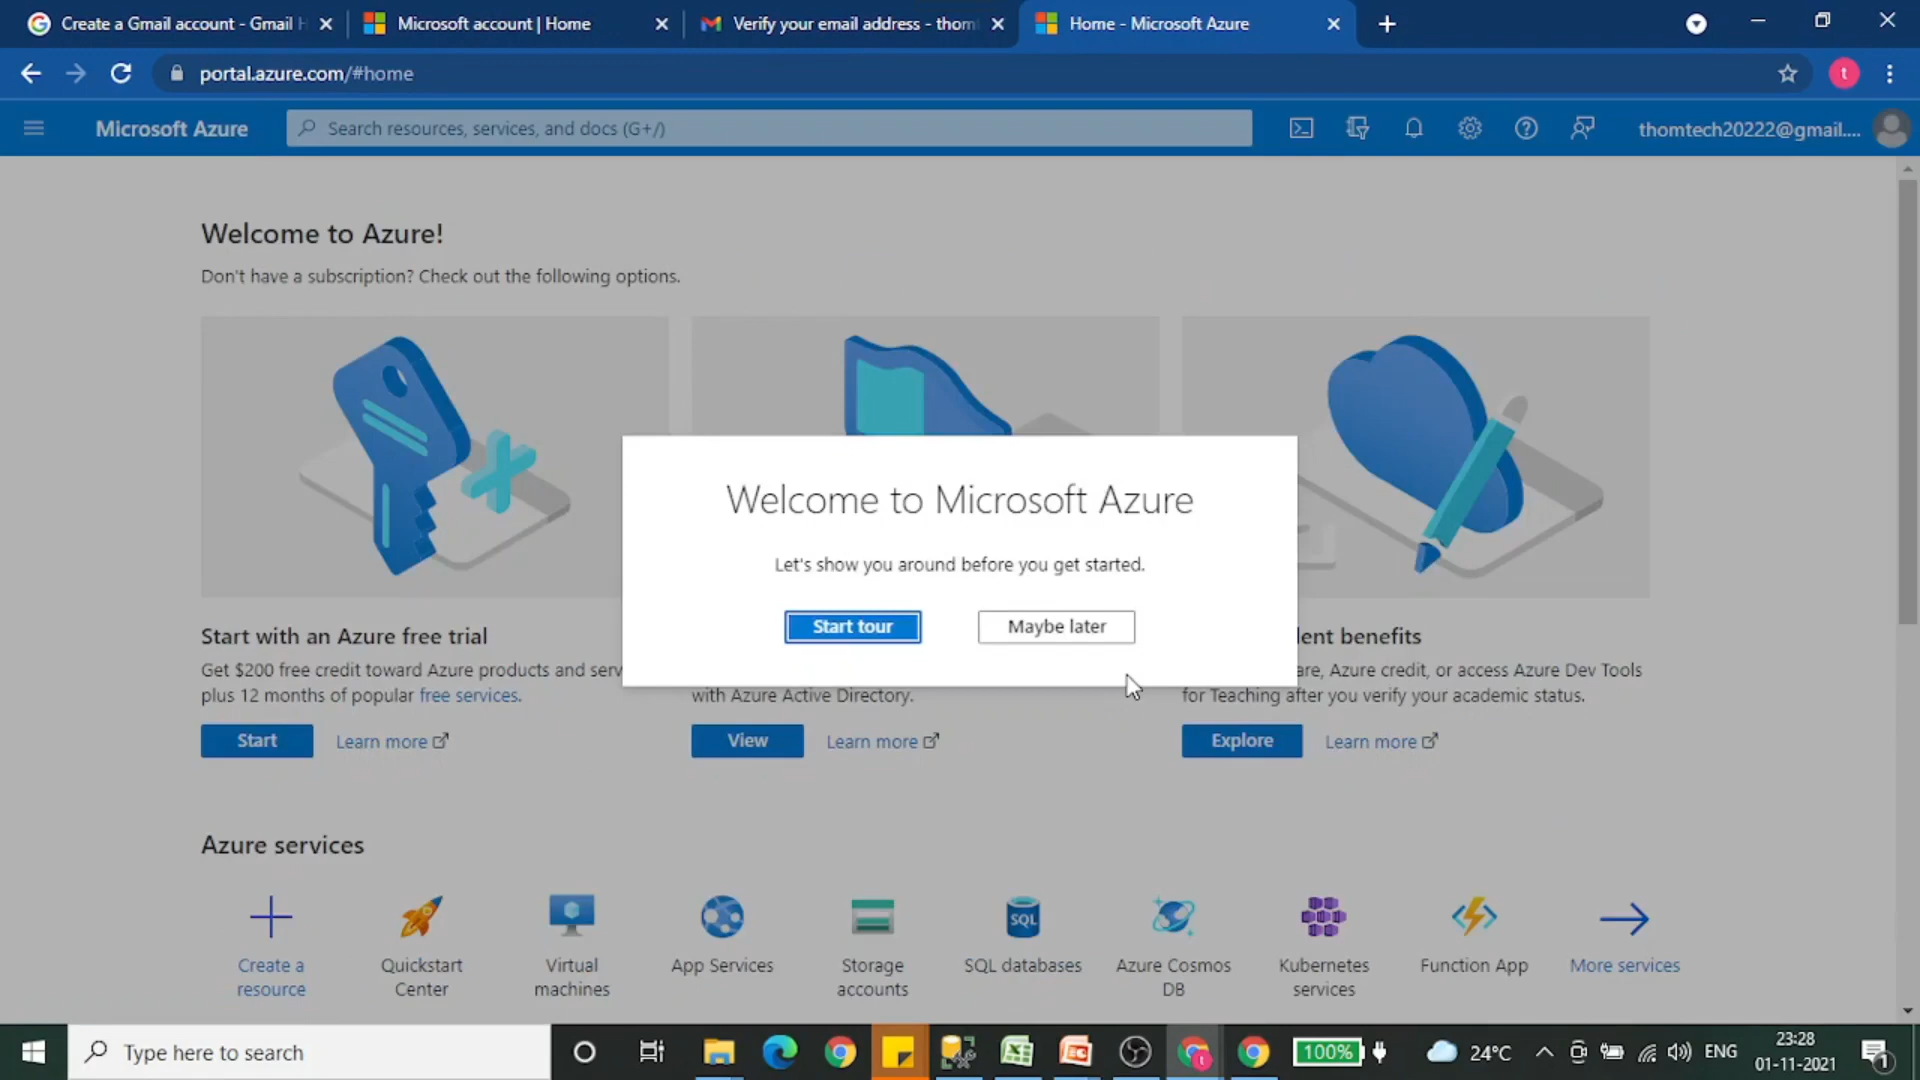 Create a Gmail account - Gmail H
Microsoft account | Home
Verify your email address - thom
Home - Microsoft Azure
portal.azure.com/#home
t
Microsoft Azure
Search resources, services, and docs (G+/)
thomtech20222@gmail....
Welcome to Azure!
Don't have a subscription? Check out the following options.
Welcome to Microsoft Azure
Let's show you around before you get started.
Start tour
Maybe later
Start with an Azure free trial
Get $200 free credit toward Azure products and serv
plus 12 months of popular free services.
Start
Learn more
with Azure Active Directory.
View
Learn more
lent benefits
are, Azure credit, or access Azure Dev Tools
for Teaching after you verify your academic status.
Explore
Learn more
Azure services
Create a
resource
Quickstart
Center
Virtual
machines
App Services
Storage
accounts
SQL
SQL databases
Azure Cosmos
DB
Kubernetes
services
Function App
More services
Type here to search
100%
24°C
ENG
23:28
01-11-2021
1